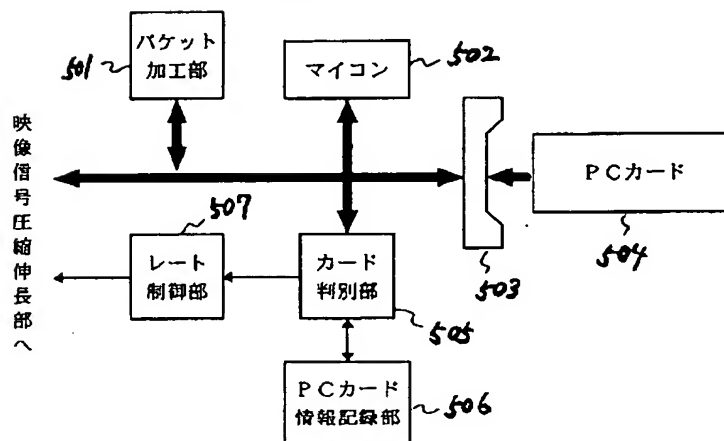 パケット
加工部
501
マイコン
502
映像信号圧縮伸長部へ
PCカード
504
503
507
レート
制御部
カード
判別部
505
PCカード
情報記録部
506